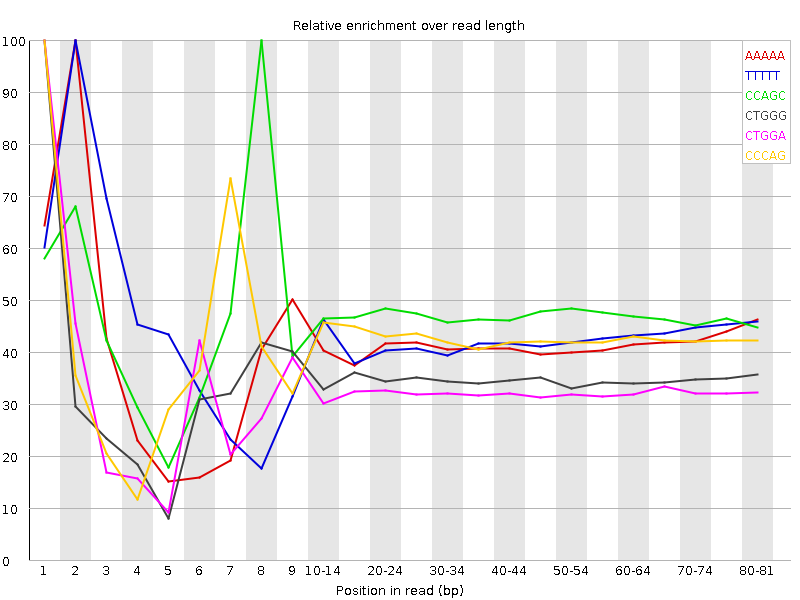 Relative enrichment over read length
100
90
80
70
60
50
40
30
20
10
0
AAAAA
TTTTT
CCAGC
CTGGG
CTGGA
CCCAG
1 2 3 4 5 6 7 8 9 10-14 20-24 30-34 40-44 50-54 60-64 70-74 80-81
Position in read (bp)